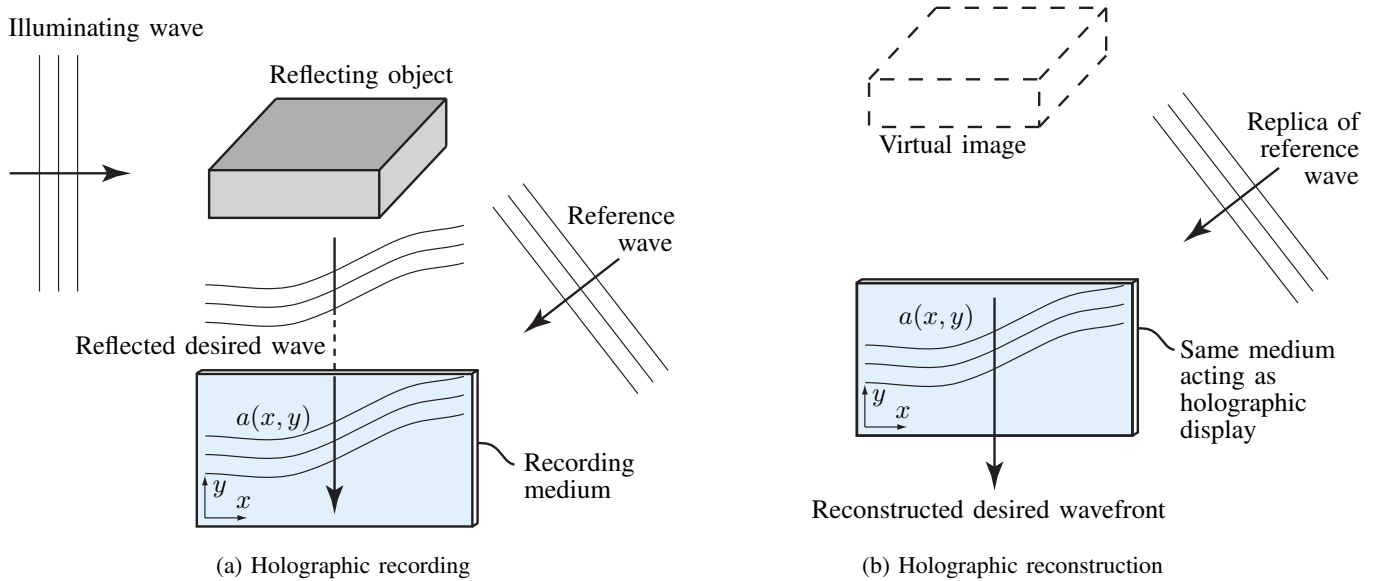 Illuminating wave
Reflecting object
Reference
wave
Reflected desired wave
a(x, y)
y
x
Recording
medium
(a) Holographic recording
Virtual image
Replica of
reference
wave
a(x, y)
y
x
Same medium
acting as
holographic
display
Reconstructed desired wavefront
(b) Holographic reconstruction